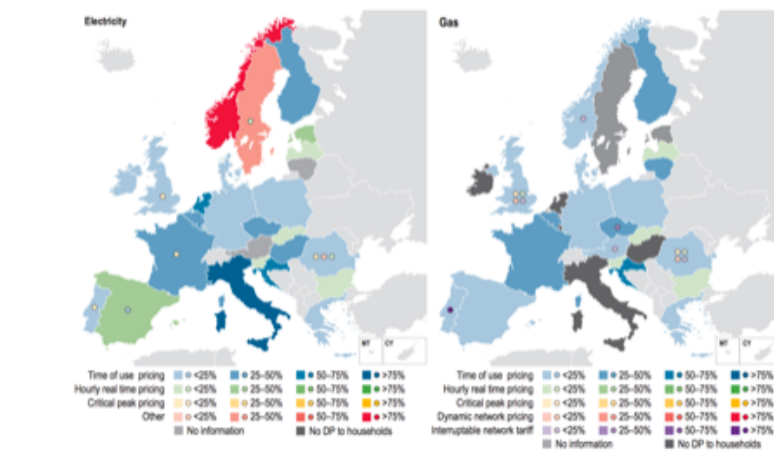 Electricity
Gas
MT CY
MT CY
Time of use pricing <25% 25–50% 50–75% >75%
Hourly real time pricing <25% 25–50% 50–75% >75%
Critical peak pricing <25% 25–50% 50–75% >75%
Other <25% 25–50% 50–75% >75%
No information No DP to households
Time of use pricing <25% 25–50% 50–75% >75%
Hourly real time pricing <25% 25–50% 50–75% >75%
Critical peak pricing <25% 25–50% 50–75% >75%
Dynamic network pricing <25% 25–50% 50–75% >75%
Interruptable network tariff <25% 25–50% 50–75% >75%
No information No DP to households